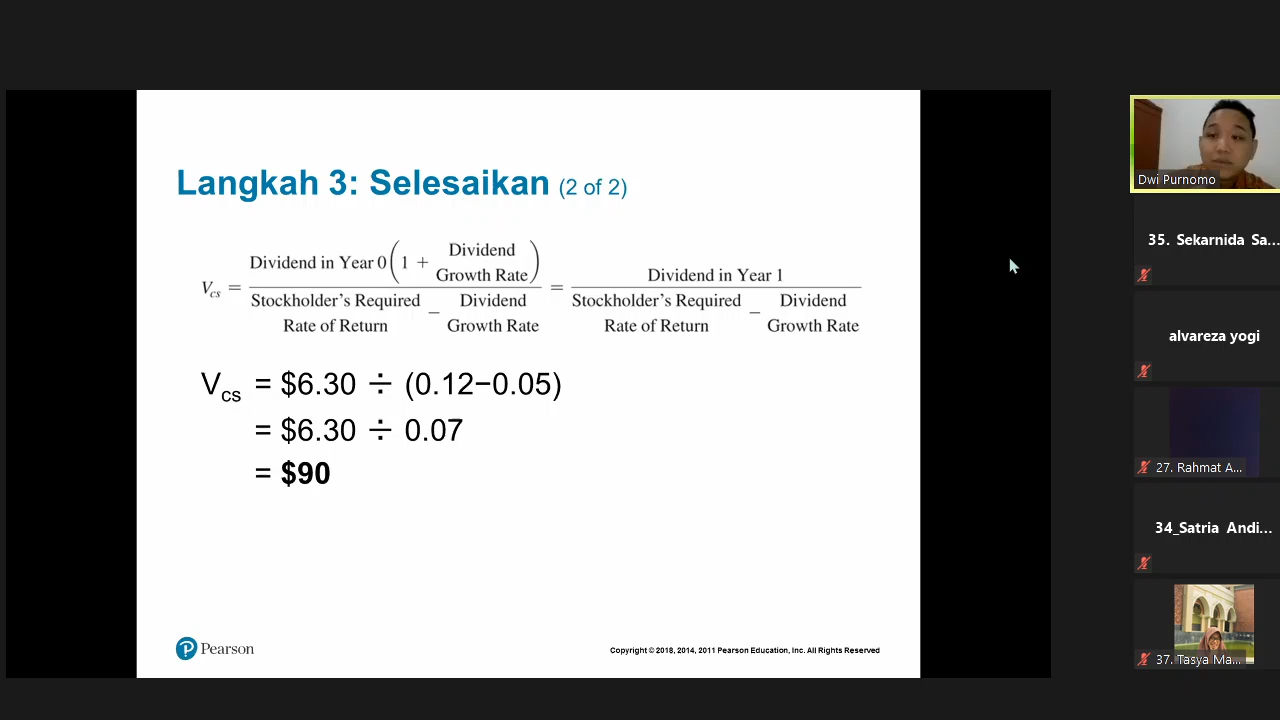 Langkah 3: Selesaikan (2 of 2)
Vcs = Dividend in Year 0 (1 + Dividend Growth Rate) / Stockholder's Required Rate of Return − Dividend Growth Rate = Dividend in Year 1 / Stockholder's Required Rate of Return − Dividend Growth Rate
Vcs = $6.30 ÷ (0.12−0.05)
= $6.30 ÷ 0.07
= $90
Pearson
Copyright © 2018, 2014, 2011 Pearson Education, Inc. All Rights Reserved
Dwi Purnomo
35. Sekarnida Sa...
alvareza yogi
27. Rahmat A...
34_Satria Andi...
37. Tasya Ma...